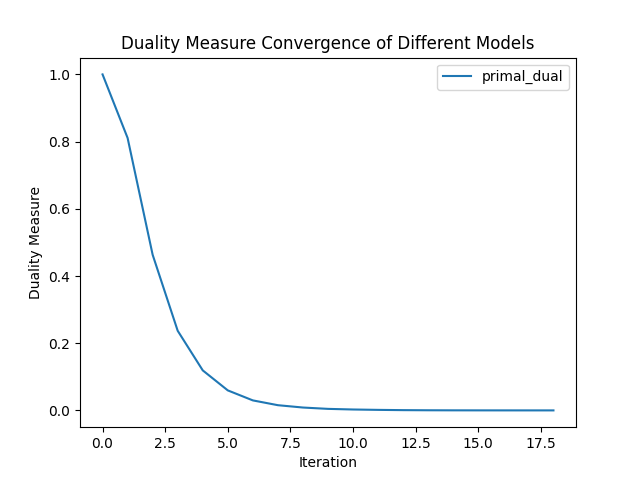 Duality Measure Convergence of Different Models
primal_dual
1.0
0.8
0.6
0.4
0.2
0.0
Duality Measure
0.0 2.5 5.0 7.5 10.0 12.5 15.0 17.5
Iteration